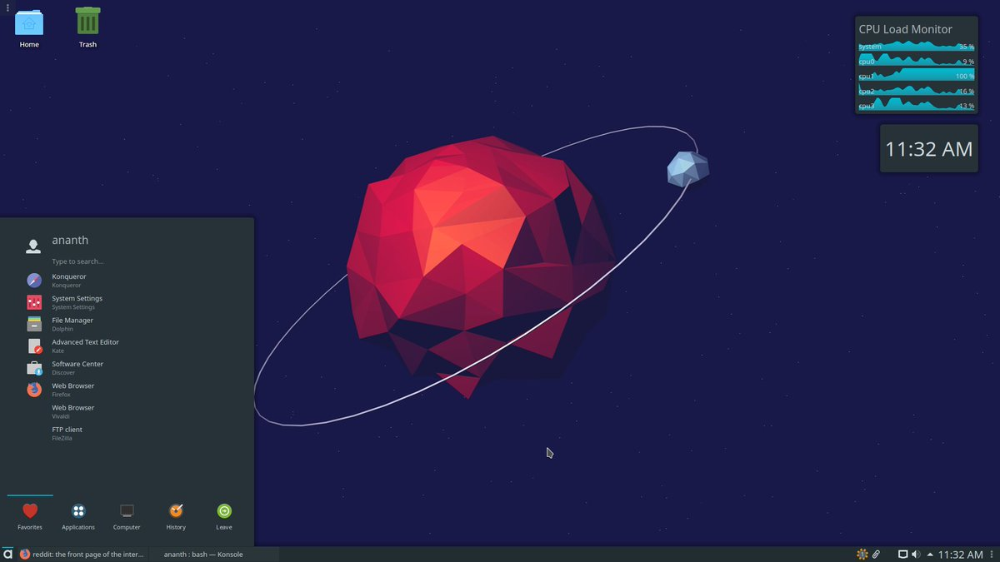 Home
Trash
CPU Load Monitor
system 35 %
cpu0 9 %
cpu1 100 %
cpu2 16 %
cpu3 13 %
11:32 AM
ananth
Type to search...
Konqueror
Konqueror
System Settings
System Settings
File Manager
Dolphin
Advanced Text Editor
Kate
Software Center
Discover
Web Browser
Firefox
Web Browser
Vivaldi
FTP client
FileZilla
Favorites
Applications
Computer
History
Leave
reddit: the front page of the inter...
ananth : bash — Konsole
11:32 AM